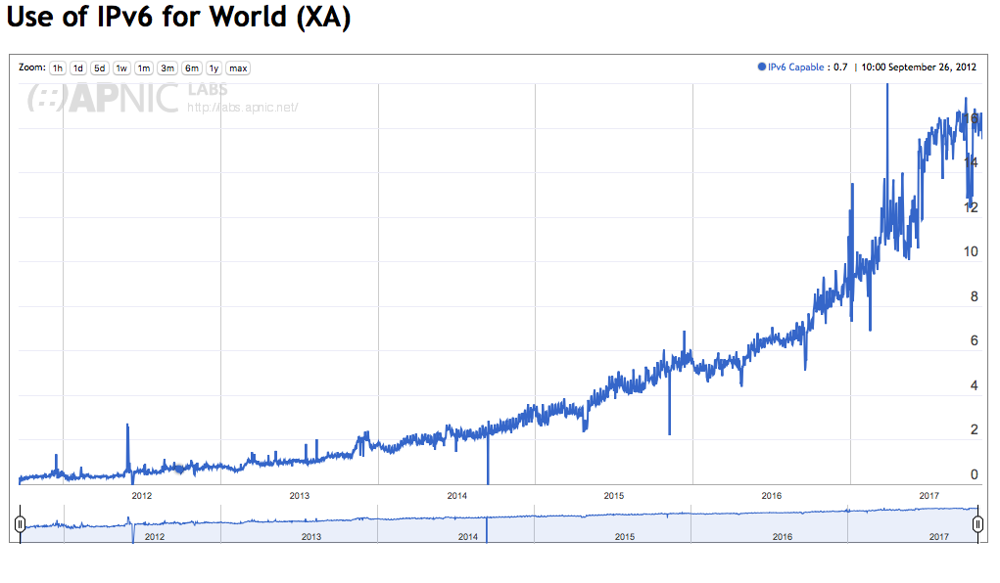 Use of IPv6 for World (XA)
Zoom: 1h 1d 5d 1w 1m 3m 6m 1y max
IPv6 Capable : 0.7 | 10:00 September 26, 2012
(::) APNIC LABS
http://labs.apnic.net/
16
14
12
10
8
6
4
2
0
2012 2013 2014 2015 2016 2017
2012 2013 2014 2015 2016 2017